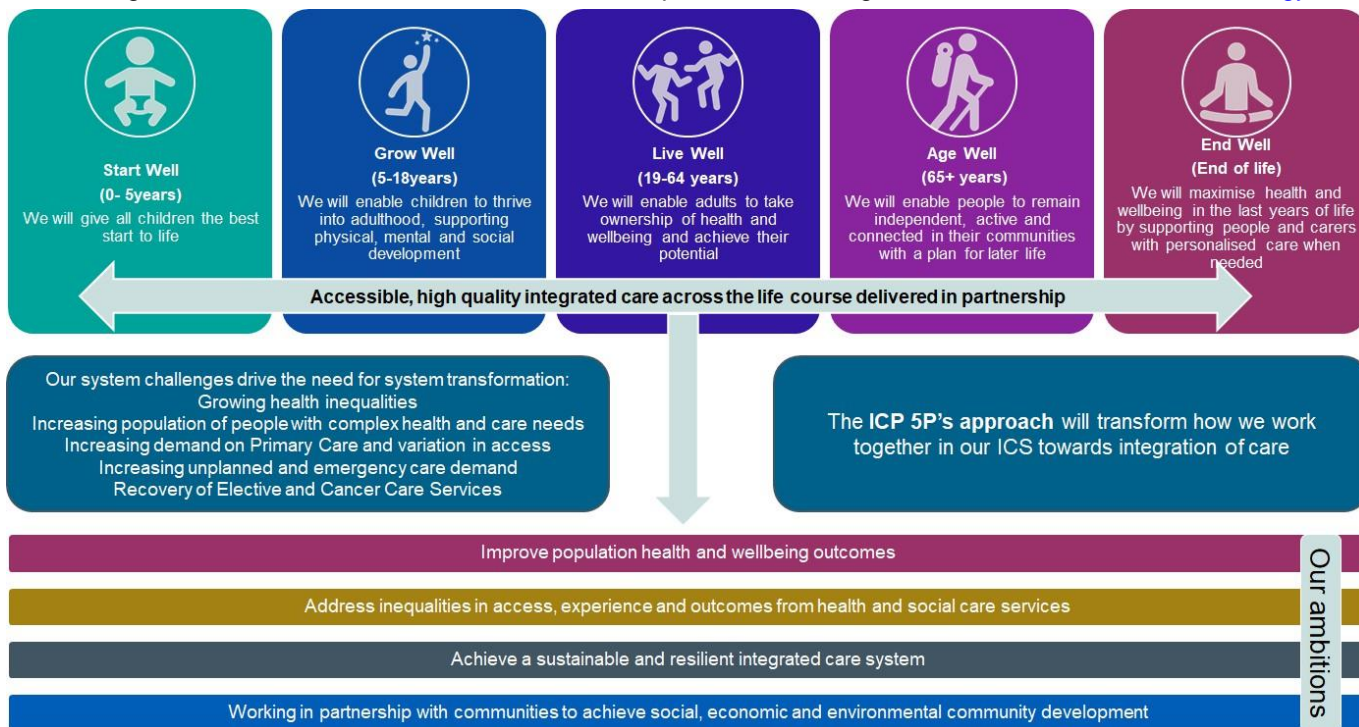 Start Well
(0- 5years)
We will give all children the best
start to life
Grow Well
(5-18years)
We will enable children to thrive
into adulthood, supporting
physical, mental and social
development
Live Well
(19-64 years)
We will enable adults to take
ownership of health and
wellbeing and achieve their
potential
Age Well
(65+ years)
We will enable people to remain
independent, active and
connected in their communities
with a plan for later life
End Well
(End of life)
We will maximise health and
wellbeing in the last years of life
by supporting people and carers
with personalised care when
needed
Accessible, high quality integrated care across the life course delivered in partnership
Our system challenges drive the need for system transformation:
Growing health inequalities
Increasing population of people with complex health and care needs
Increasing demand on Primary Care and variation in access
Increasing unplanned and emergency care demand
Recovery of Elective and Cancer Care Services
The ICP 5P's approach will transform how we work
together in our ICS towards integration of care
Improve population health and wellbeing outcomes
Address inequalities in access, experience and outcomes from health and social care services
Achieve a sustainable and resilient integrated care system
Working in partnership with communities to achieve social, economic and environmental community development
Our ambitions